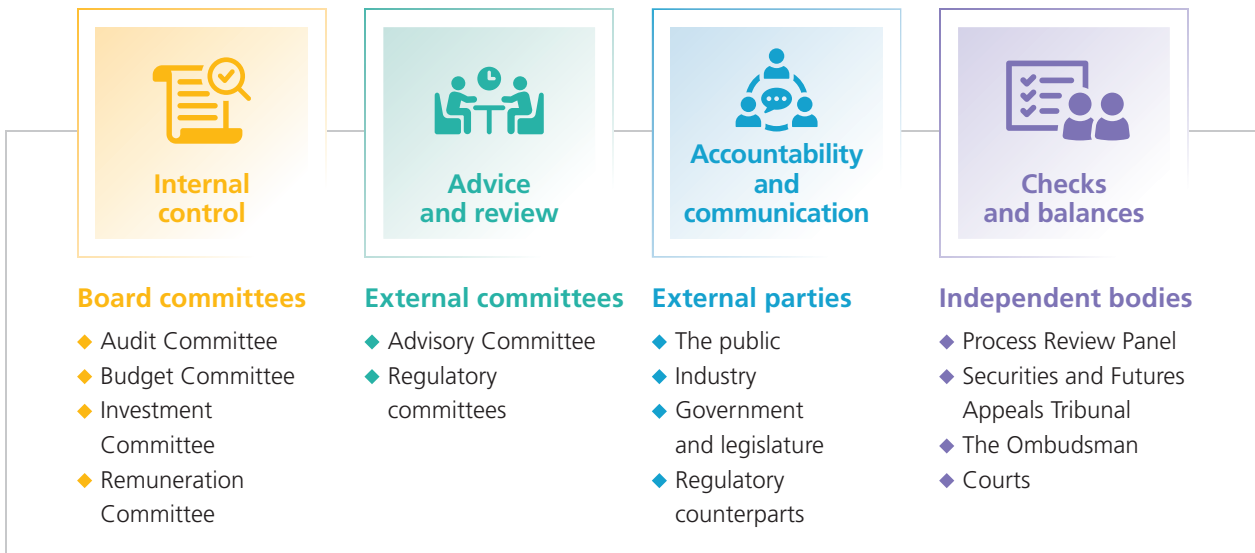 Internal
control
Board committees
Audit Committee
Budget Committee
Investment
Committee
Remuneration
Committee
Advice
and review
External committees
Advisory Committee
Regulatory
committees
Accountability
and
communication
External parties
The public
Industry
Government
and legislature
Regulatory
counterparts
Checks
and balances
Independent bodies
Process Review Panel
Securities and Futures
Appeals Tribunal
The Ombudsman
Courts